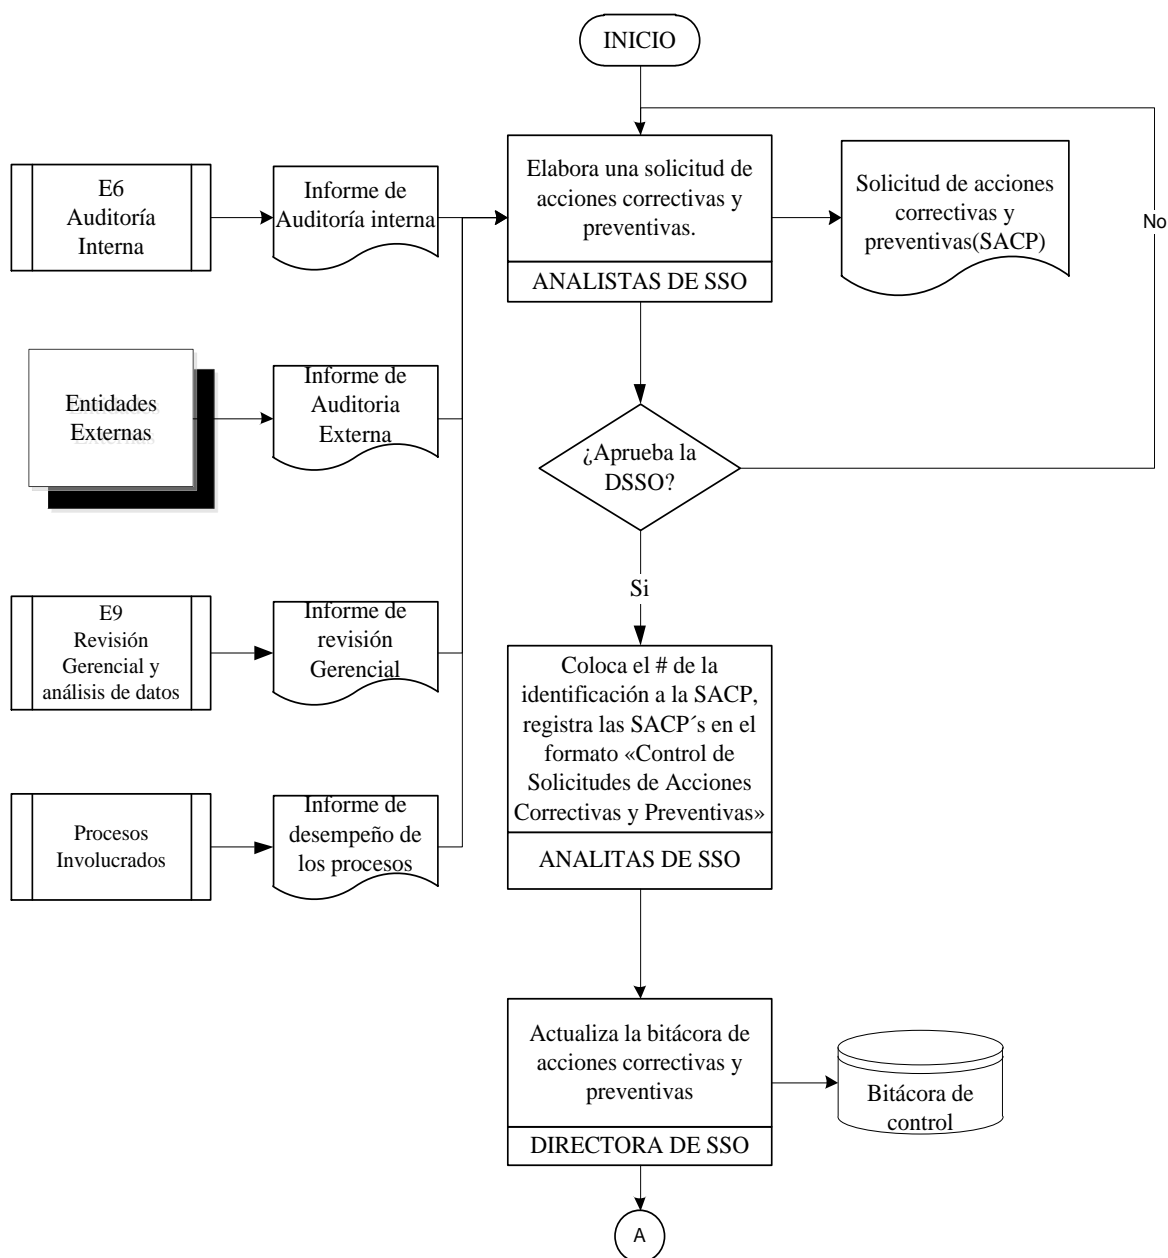 INICIO
E6
Auditoría
Interna
Informe de
Auditoría interna
Elabora una solicitud de
acciones correctivas y
preventivas.
ANALISTAS DE SSO
Solicitud de acciones
correctivas y
preventivas(SACP)
No
Entidades
Externas
Informe de
Auditoria
Externa
¿Aprueba la
DSSO?
Si
E9
Revisión
Gerencial y
análisis de datos
Informe de
revisión
Gerencial
Coloca el # de la
identificación a la SACP,
registra las SACP´s en el
formato «Control de
Solicitudes de Acciones
Correctivas y Preventivas»
ANALITAS DE SSO
Procesos
Involucrados
Informe de
desempeño de
los procesos
Actualiza la bitácora de
acciones correctivas y
preventivas
DIRECTORA DE SSO
Bitácora de
control
A